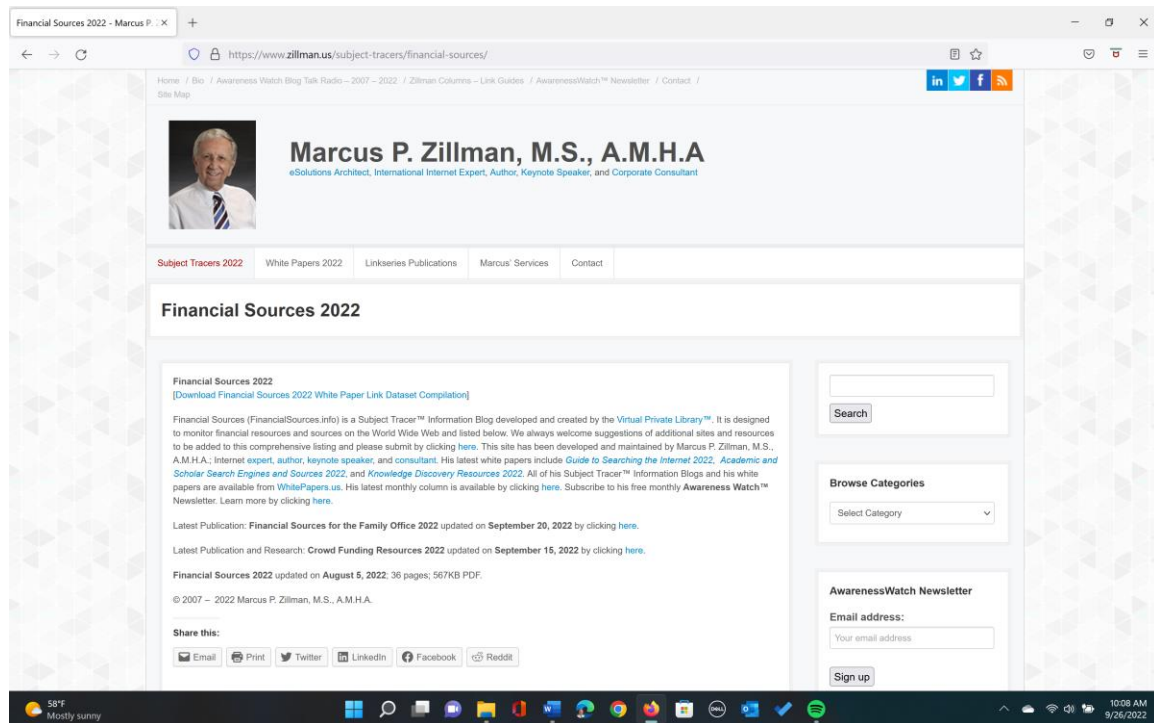 Financial Sources 2022 - Marcus P.
https://www.zillman.us/subject-tracers/financial-sources/
Home / Bio / Awareness Watch Blog Talk Radio – 2007 – 2022 / Zillman Columns – Link Guides / AwarenessWatch™ Newsletter / Contact /
Site Map
Marcus P. Zillman, M.S., A.M.H.A
eSolutions Architect, International Internet Expert, Author, Keynote Speaker, and Corporate Consultant
Subject Tracers 2022 White Papers 2022 Linkseries Publications Marcus' Services Contact
Financial Sources 2022
Financial Sources 2022
[Download Financial Sources 2022 White Paper Link Dataset Compilation]
Financial Sources (FinancialSources.info) is a Subject Tracer™ Information Blog developed and created by the Virtual Private Library™. It is designed
to monitor financial resources and sources on the World Wide Web and listed below. We always welcome suggestions of additional sites and resources
to be added to this comprehensive listing and please submit by clicking here. This site has been developed and maintained by Marcus P. Zillman, M.S.,
A.M.H.A.; Internet expert, author, keynote speaker, and consultant. His latest white papers include Guide to Searching the Internet 2022, Academic and
Scholar Search Engines and Sources 2022, and Knowledge Discovery Resources 2022. All of his Subject Tracer™ Information Blogs and his white
papers are available from WhitePapers.us. His latest monthly column is available by clicking here. Subscribe to his free monthly Awareness Watch™
Newsletter. Learn more by clicking here.
Latest Publication: Financial Sources for the Family Office 2022 updated on September 20, 2022 by clicking here.
Latest Publication and Research: Crowd Funding Resources 2022 updated on September 15, 2022 by clicking here.
Financial Sources 2022 updated on August 5, 2022; 36 pages; 567KB PDF.
© 2007 – 2022 Marcus P. Zillman, M.S., A.M.H.A.
Share this:
Email Print Twitter LinkedIn Facebook Reddit
Search
Browse Categories
Select Category
AwarenessWatch Newsletter
Email address:
Your email address
Sign up
58°F
Mostly sunny
DELL
10:08 AM
9/26/2022